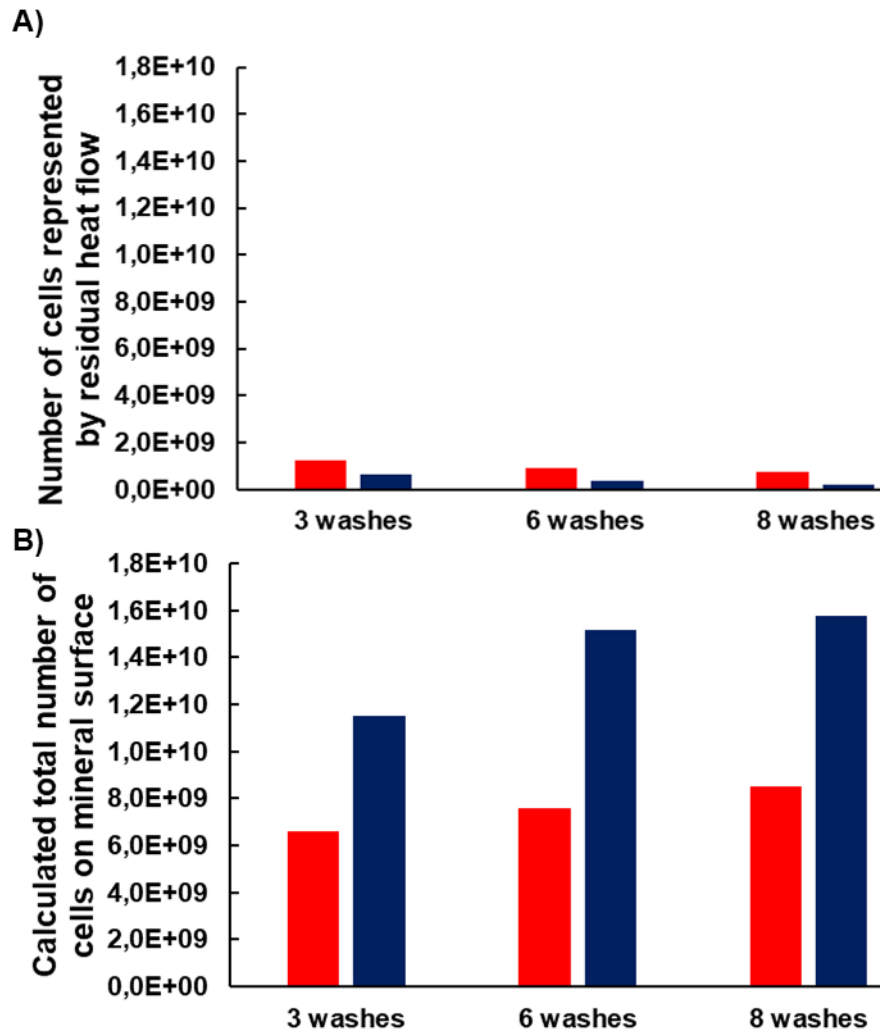 A)
Number of cells represented
by residual heat flow
1,8E+10
1,6E+10
1,4E+10
1,2E+10
1,0E+10
8,0E+09
6,0E+09
4,0E+09
2,0E+09
0,0E+00
3 washes
6 washes
8 washes
B)
Calculated total number of
cells on mineral surface
1,8E+10
1,6E+10
1,4E+10
1,2E+10
1,0E+10
8,0E+09
6,0E+09
4,0E+09
2,0E+09
0,0E+00
3 washes
6 washes
8 washes